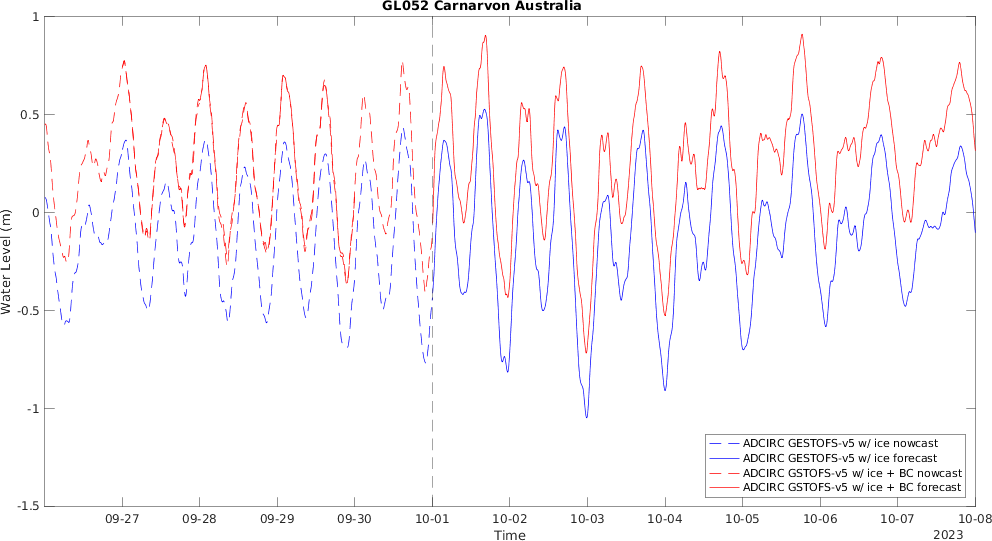 GL052 Carnarvon Australia
1
0.5
0
-0.5
-1
-1.5
Water Level (m)
ADCIRC GESTOFS-v5 w/ ice nowcast
ADCIRC GESTOFS-v5 w/ ice forecast
ADCIRC GSTOFS-v5 w/ ice + BC nowcast
ADCIRC GSTOFS-v5 w/ ice + BC forecast
09-27 09-28 09-29 09-30 10-01 10-02 10-03 10-04 10-05 10-06 10-07 10-08
Time
2023